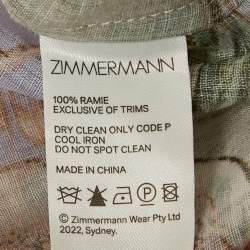 ZIMMERMANN
100% RAMIE
EXCLUSIVE OF TRIMS
DRY CLEAN ONLY CODE P
COOL IRON
DO NOT SPOT CLEAN
MADE IN CHINA
© Zimmermann Wear Pty Ltd
2022, Sydney.